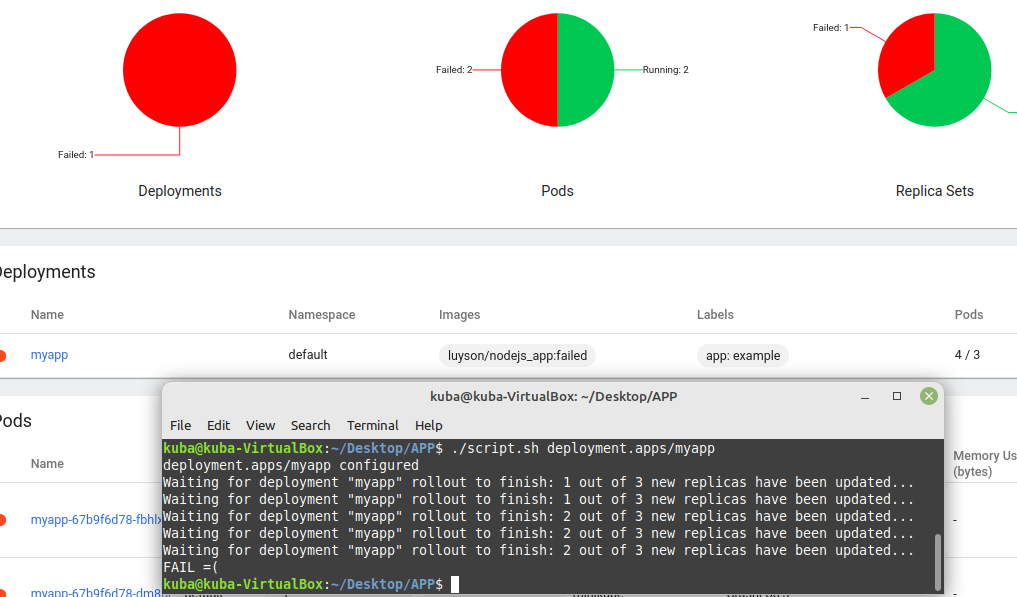 Failed: 1
Failed: 2
Running: 2
Failed: 1
Deployments
Pods
Replica Sets
Deployments
Name Namespace Images Labels Pods
myapp default luyson/nodejs_app:failed app: example 4 / 3
kuba@kuba-VirtualBox: ~/Desktop/APP
File Edit View Search Terminal Help
Pods
Name
Memory Us
(bytes)
kuba@kuba-VirtualBox:~/Desktop/APP$ ./script.sh deployment.apps/myapp
deployment.apps/myapp configured
Waiting for deployment "myapp" rollout to finish: 1 out of 3 new replicas have been updated...
Waiting for deployment "myapp" rollout to finish: 1 out of 3 new replicas have been updated...
Waiting for deployment "myapp" rollout to finish: 2 out of 3 new replicas have been updated...
Waiting for deployment "myapp" rollout to finish: 2 out of 3 new replicas have been updated...
Waiting for deployment "myapp" rollout to finish: 2 out of 3 new replicas have been updated...
FAIL =(
kuba@kuba-VirtualBox:~/Desktop/APP$
myapp-67b9f6d78-fbhlx
-
myapp-67b9f6d78-dm8
-